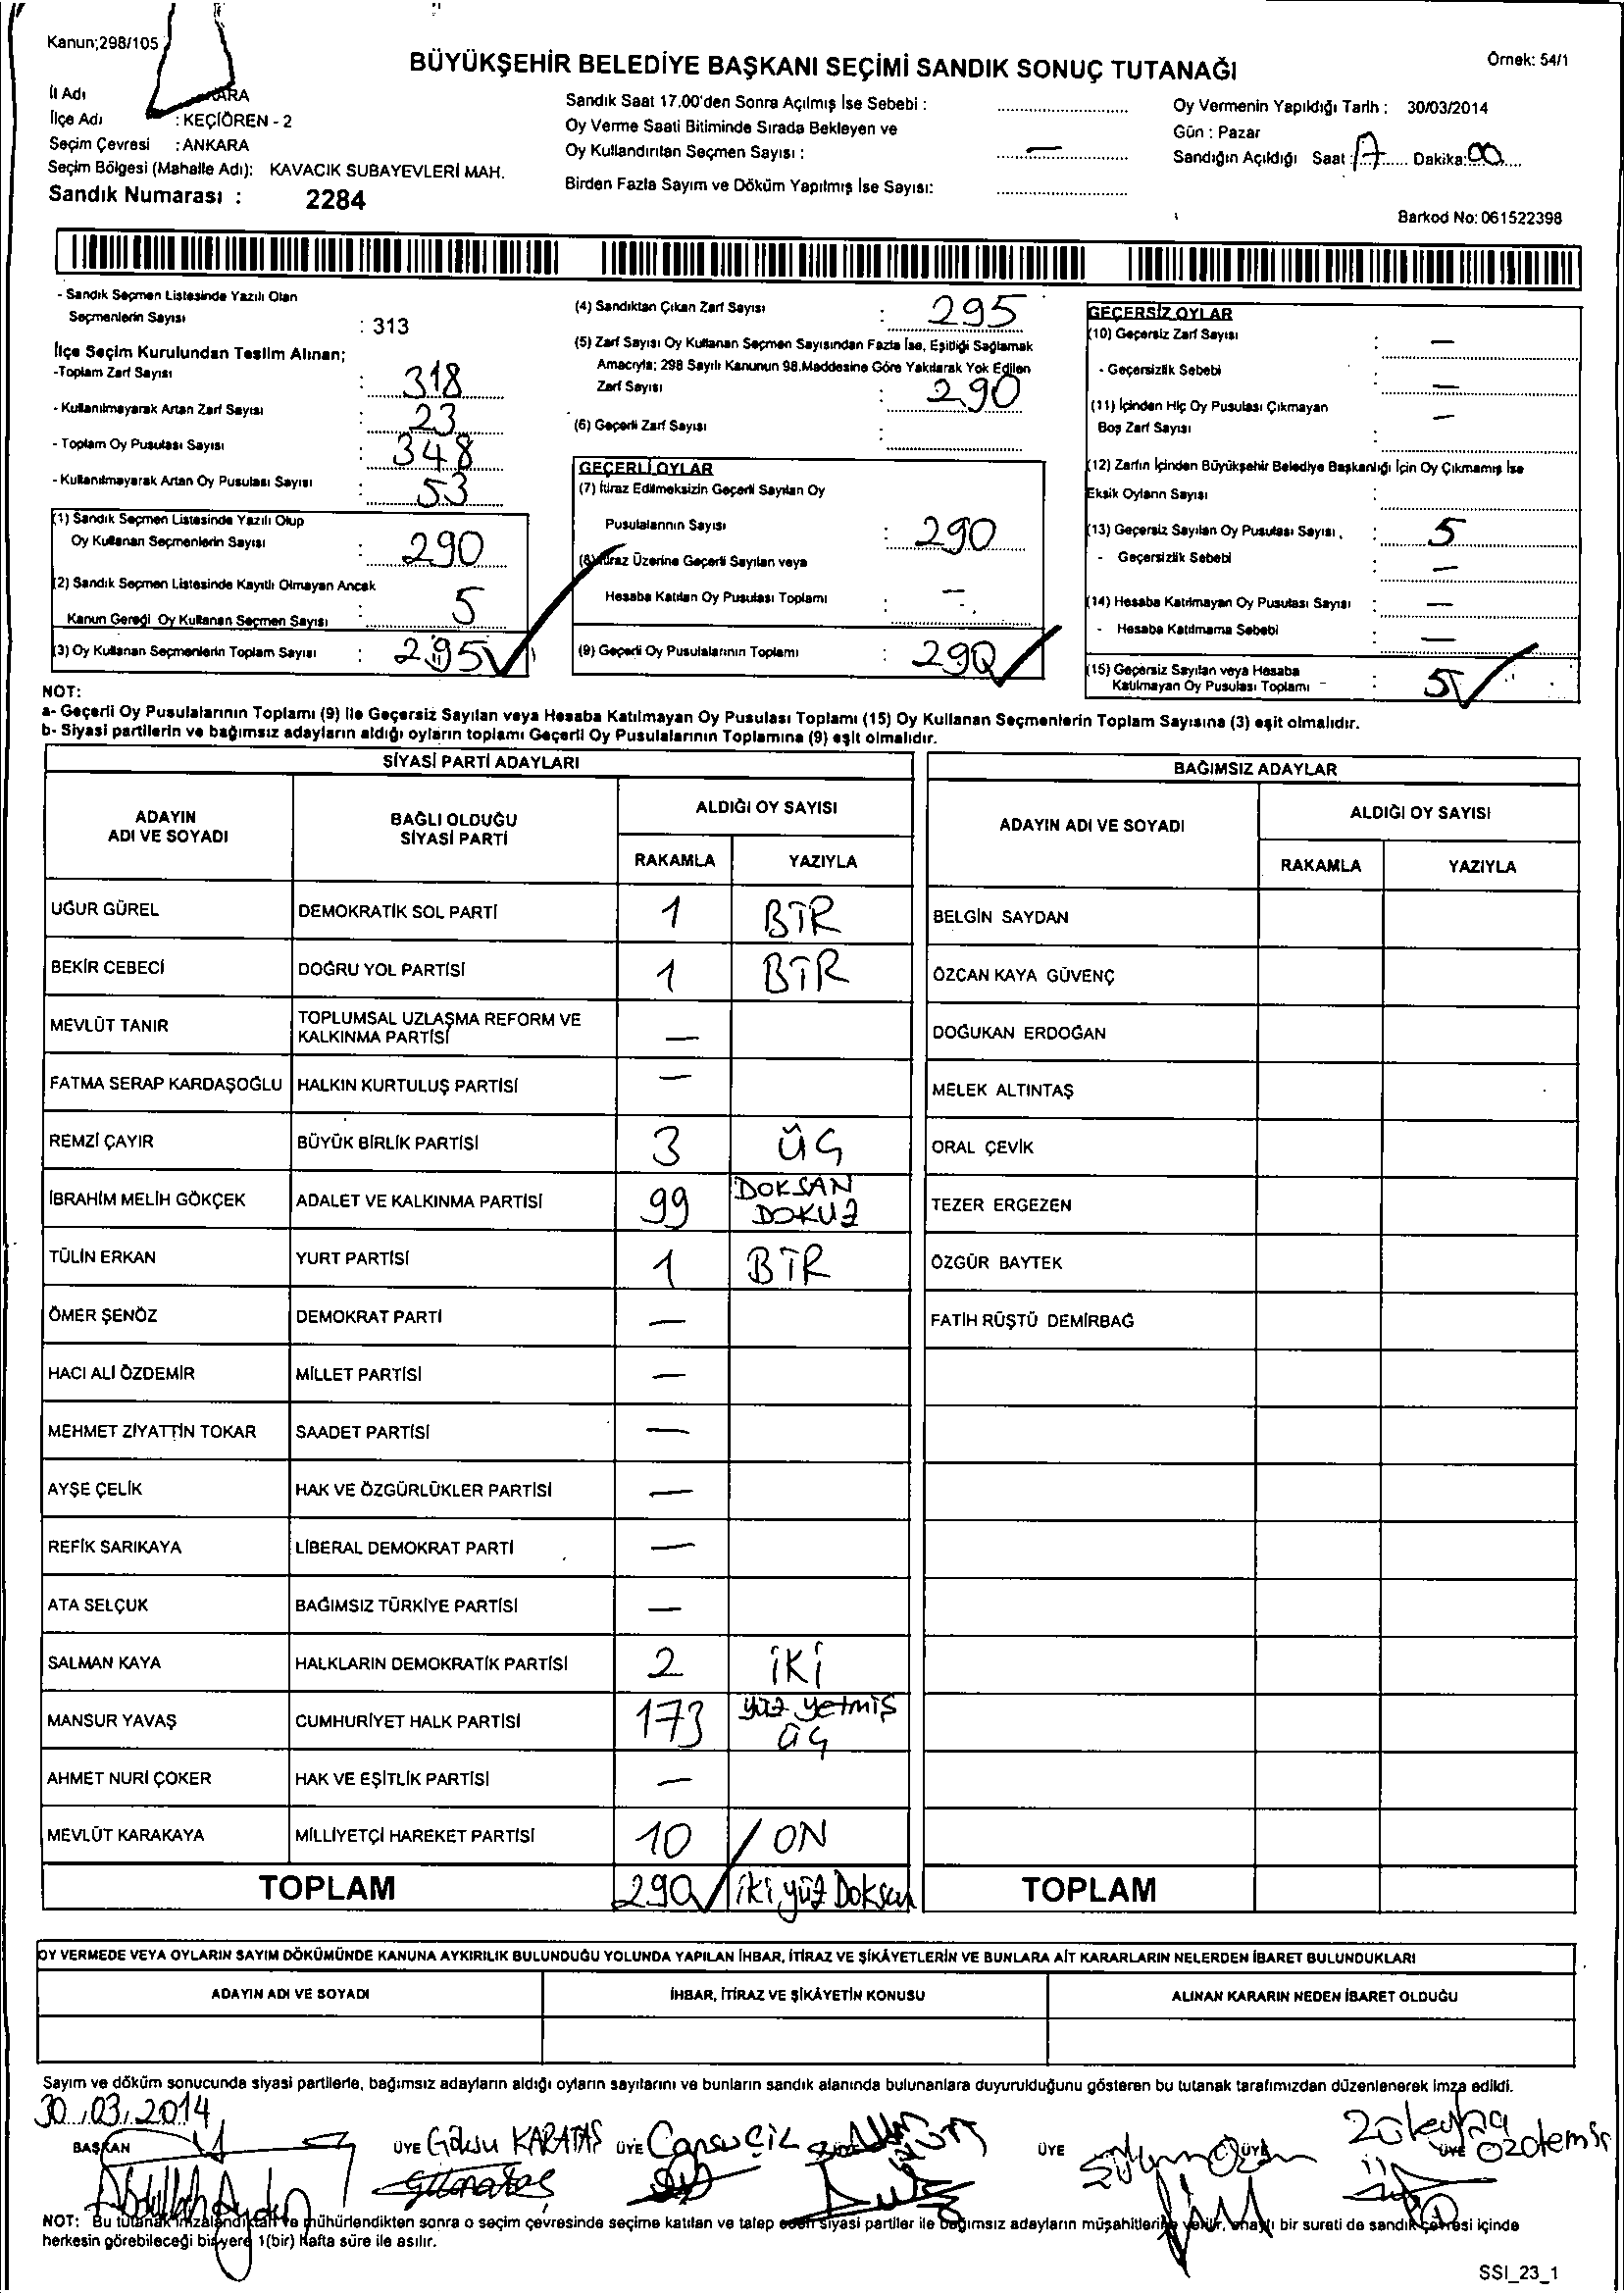 Kanun;298/105
BÜYÜKŞEHİR BELEDİYE BAŞKANI SEÇİMİ SANDIK SONUÇ TUTANAĞI
Örnek: 54/1
İl Adı ARA
İlçe Adı : KEÇİÖREN - 2
Seçim Çevresi : ANKARA
Seçim Bölgesi (Mahalle Adı): KAVACIK SUBAYEVLERİ MAH.
Sandık Numarası : 2284
Sandık Saat 17.00'den Sonra Açılmış İse Sebebi :
Oy Verme Saati Bitiminde Sırada Bekleyen ve
Oy Kullandırılan Seçmen Sayısı : —
Birden Fazla Sayım ve Döküm Yapılmış İse Sayısı:
Oy Vermenin Yapıldığı Tarih : 30/03/2014
Gün : Pazar
Sandığın Açıldığı Saat : 17 Dakika: 00
Barkod No: 061522398
- Sandık Seçmen Listesinde Yazılı Olan
Seçmenlerin Sayısı : 313
İlçe Seçim Kurulundan Teslim Alınan;
-Toplam Zarf Sayısı : 318
- Kullanılmayarak Artan Zarf Sayısı : 23
- Toplam Oy Pusulası Sayısı : 348
- Kullanılmayarak Artan Oy Pusulası Sayısı : 53
(1) Sandık Seçmen Listesinde Yazılı Olup
Oy Kullanan Seçmenlerin Sayısı : 290
(2) Sandık Seçmen Listesinde Kayıtlı Olmayan Ancak
Kanun Gereği Oy Kullanan Seçmen Sayısı : 5
(3) Oy Kullanan Seçmenlerin Toplam Sayısı : 295
(4) Sandıktan Çıkan Zarf Sayısı : 295
(5) Zarf Sayısı Oy Kullanan Seçmen Sayısından Fazla İse, Eşitliği Sağlamak
Amacıyla; 298 Sayılı Kanunun 98.Maddesine Göre Yakılarak Yok Edilen
Zarf Sayısı : 290
(6) Geçerli Zarf Sayısı :
GEÇERLİ OYLAR
(7) İtiraz Edilmeksizin Geçerli Sayılan Oy
Pusulalarının Sayısı : 290
(8) İtiraz Üzerine Geçerli Sayılan veya
Hesaba Katılan Oy Pusulası Toplamı : —
(9) Geçerli Oy Pusulalarının Toplamı : 290
GEÇERSİZ OYLAR
(10) Geçersiz Zarf Sayısı : —
- Geçersizlik Sebebi : —
(11) İçinden Hiç Oy Pusulası Çıkmayan —
Boş Zarf Sayısı :
(12) Zarfın İçinden Büyükşehir Belediye Başkanlığı İçin Oy Çıkmamış İse
Eksik Oyların Sayısı :
(13) Geçersiz Sayılan Oy Pusulası Sayısı : 5
- Geçersizlik Sebebi : —
(14) Hesaba Katılmayan Oy Pusulası Sayısı : —
- Hesaba Katılmama Sebebi : —
(15) Geçersiz Sayılan veya Hesaba
Katılmayan Oy Pusulası Toplamı : 5
NOT:
a- Geçerli Oy Pusulalarının Toplamı (9) ile Geçersiz Sayılan veya Hesaba Katılmayan Oy Pusulası Toplamı (15) Oy Kullanan Seçmenlerin Toplam Sayısına (3) eşit olmalıdır.
b- Siyasi partilerin ve bağımsız adayların aldığı oyların toplamı Geçerli Oy Pusulalarının Toplamına (9) eşit olmalıdır.
SİYASİ PARTİ ADAYLARI
ADAYIN ADI VE SOYADI BAĞLI OLDUĞU SİYASİ PARTİ ALDIĞI OY SAYISI
RAKAMLA YAZIYLA
UĞUR GÜREL DEMOKRATİK SOL PARTİ 1 BİR
BEKİR CEBECİ DOĞRU YOL PARTİSİ 1 BİR
MEVLÜT TANIR TOPLUMSAL UZLAŞMA REFORM VE KALKINMA PARTİSİ —
FATMA SERAP KARDAŞOĞLU HALKIN KURTULUŞ PARTİSİ —
REMZİ ÇAYIR BÜYÜK BİRLİK PARTİSİ 3 ÜÇ
İBRAHİM MELİH GÖKÇEK ADALET VE KALKINMA PARTİSİ 99 DOKSAN DOKUZ
TÜLİN ERKAN YURT PARTİSİ 1 BİR
ÖMER ŞENÖZ DEMOKRAT PARTİ —
HACI ALİ ÖZDEMİR MİLLET PARTİSİ —
MEHMET ZİYATTİN TOKAR SAADET PARTİSİ —
AYŞE ÇELİK HAK VE ÖZGÜRLÜKLER PARTİSİ —
REFİK SARIKAYA LİBERAL DEMOKRAT PARTİ —
ATA SELÇUK BAĞIMSIZ TÜRKİYE PARTİSİ —
SALMAN KAYA HALKLARIN DEMOKRATİK PARTİSİ 2 İKİ
MANSUR YAVAŞ CUMHURİYET HALK PARTİSİ 173 yüz yetmiş üç
AHMET NURİ ÇOKER HAK VE EŞİTLİK PARTİSİ —
MEVLÜT KARAKAYA MİLLİYETÇİ HAREKET PARTİSİ 10 ON
TOPLAM 290 iki yüz Doksan
BAĞIMSIZ ADAYLAR
ADAYIN ADI VE SOYADI ALDIĞI OY SAYISI
RAKAMLA YAZIYLA
BELGİN SAYDAN
ÖZCAN KAYA GÜVENÇ
DOĞUKAN ERDOĞAN
MELEK ALTINTAŞ
ORAL ÇEVİK
TEZER ERGEZEN
ÖZGÜR BAYTEK
FATİH RÜŞTÜ DEMİRBAĞ
TOPLAM
OY VERMEDE VEYA OYLARIN SAYIM DÖKÜMÜNDE KANUNA AYKIRILIK BULUNDUĞU YOLUNDA YAPILAN İHBAR, İTİRAZ VE ŞİKÂYETLERİN VE BUNLARA AİT KARARLARIN NELERDEN İBARET BULUNDUKLARI
ADAYIN ADI VE SOYADI İHBAR, İTİRAZ VE ŞİKÂYETİN KONUSU ALINAN KARARIN NEDEN İBARET OLDUĞU
Sayım ve döküm sonucunda siyasi partilerle, bağımsız adayların aldığı oyların sayılarını ve bunların sandık alanında bulunanlara duyurulduğunu gösteren bu tutanak tarafımızdan düzenlenerek imza edildi.
30.03.2014
BAŞKAN ÜYE Göksu KARATAŞ ÜYE Cansu ÇİL ÜYE ÜYE ÜYE
Abdullah Aydın
NOT: Bu tutanak imzalandıktan ve mühürlendikten sonra o seçim çevresinde seçime katılan ve talep eden siyasi partiler ile bağımsız adayların müşahitlerine verilir, onaylı bir sureti de sandık çevresi içinde
herkesin görebileceği bir yere 1(bir) hafta süre ile asılır.
SSI_23_1